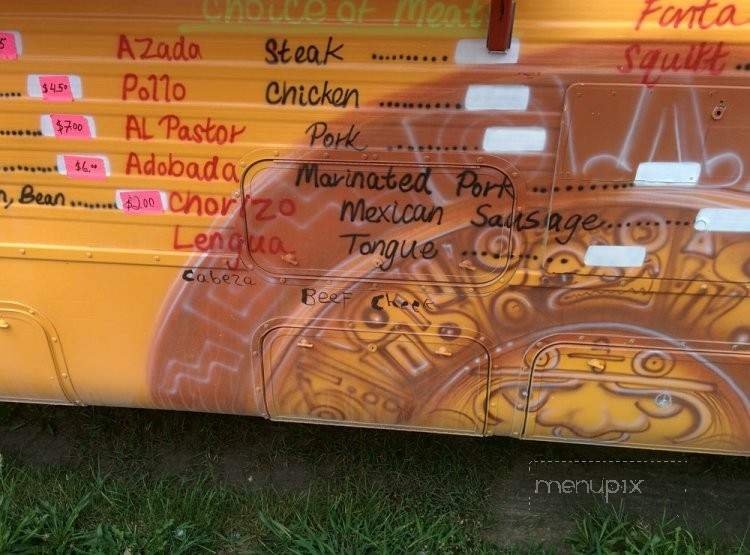 Choice of Meat
Fanta
AZada Steak ........
Squirt ..
$4.50 Pollo Chicken ........
$7.00 AL Pastor Pork ........
$6.00 Adobada Marinated Pork ........
, Bean ..... $2.00 Chorizo Mexican Sausage ........
Lengua Tongue ........
Cabeza Beef Cheek
menupix